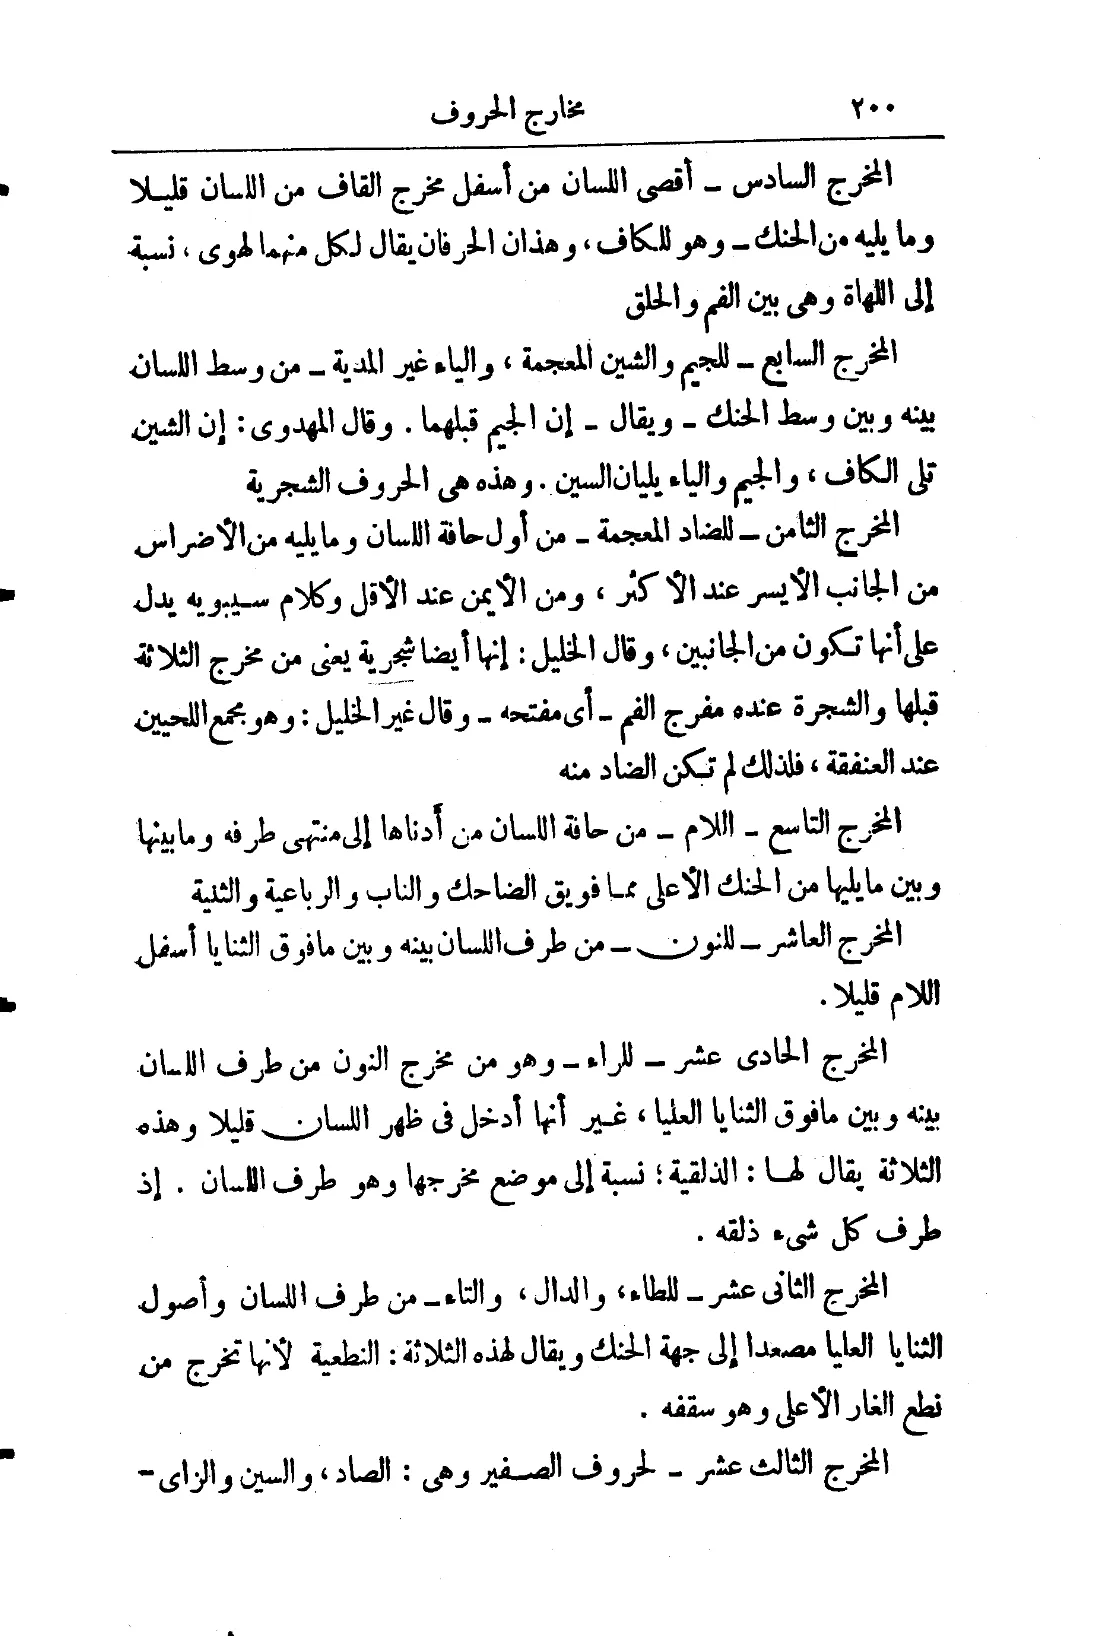 ٢٠٠
مخارج الحروف
المخرج السادس – أقصى اللسان من أسفل مخرج القاف من اللسان قليلا
وما يليه من الحنك – وهو للكاف، وهذان الحرفان يقال لكل منهما لهوى، نسبة
إلى اللهاة وهى بين الفم والحلق
المخرج السابع – للجيم والشين المعجمة، والياء غير المدية – من وسط اللسان
بينه وبين وسط الحنك – ويقال – إن الجيم قبلهما. وقال المهدوى: إن الشين
تلى الكاف، والجيم والياء يليان السين. وهذه هى الحروف الشجرية
المخرج الثامن – للضاد المعجمة – من أول حافة اللسان وما يليه من الأضراس
من الجانب الأيسر عند الأكثر، ومن الأيمن عند الأقل وكلام سيبويه يدل
على أنها تكون من الجانبين، وقال الخليل: إنها أيضا شجرية يعنى من مخرج الثلاثة
قبلها والشجرة عنده مفرج الفم – أى مفتحه – وقال غير الخليل: وهو مجمع اللحيين
عند العنفقة، فلذلك لم تكن الضاد منه
المخرج التاسع – اللام – من حافة اللسان من أدناها إلى منتهى طرفه وما بينها
وبين ما يليها من الحنك الأعلى مما فويق الضاحك والناب والرباعية والثنية
المخرج العاشر – للنون – من طرف اللسان بينه وبين مافوق الثنايا أسفل
اللام قليلا.
المخرج الحادى عشر – للراء – وهو من مخرج النون من طرف اللسان
بينه وبين مافوق الثنايا العليا، غير أنها أدخل فى ظهر اللسان قليلا وهذه
الثلاثة يقال لها: الذلقية؛ نسبة إلى موضع مخرجها وهو طرف اللسان. إذ
طرف كل شىء ذلقه.
المخرج الثانى عشر – للطاء، والدال، والتاء – من طرف اللسان وأصول
الثنايا العليا مصعدا إلى جهة الحنك ويقال لهذه الثلاثة: النطعية لأنها تخرج من
نطع الغار الأعلى وهو سقفه.
المخرج الثالث عشر – لحروف الصفير وهى: الصاد، والسين والزاى –